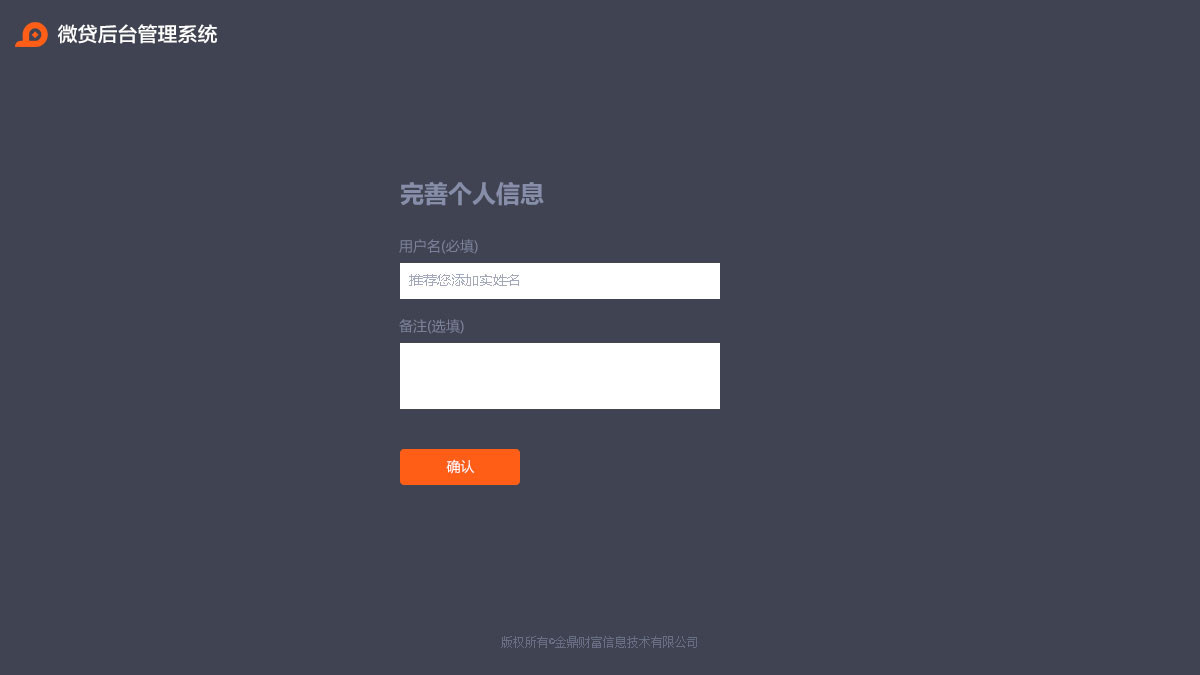 微贷后台管理系统
完善个人信息
用户名(必填)
推荐您添加实姓名
备注(选填)
确认
版权所有©金鼎财富信息技术有限公司